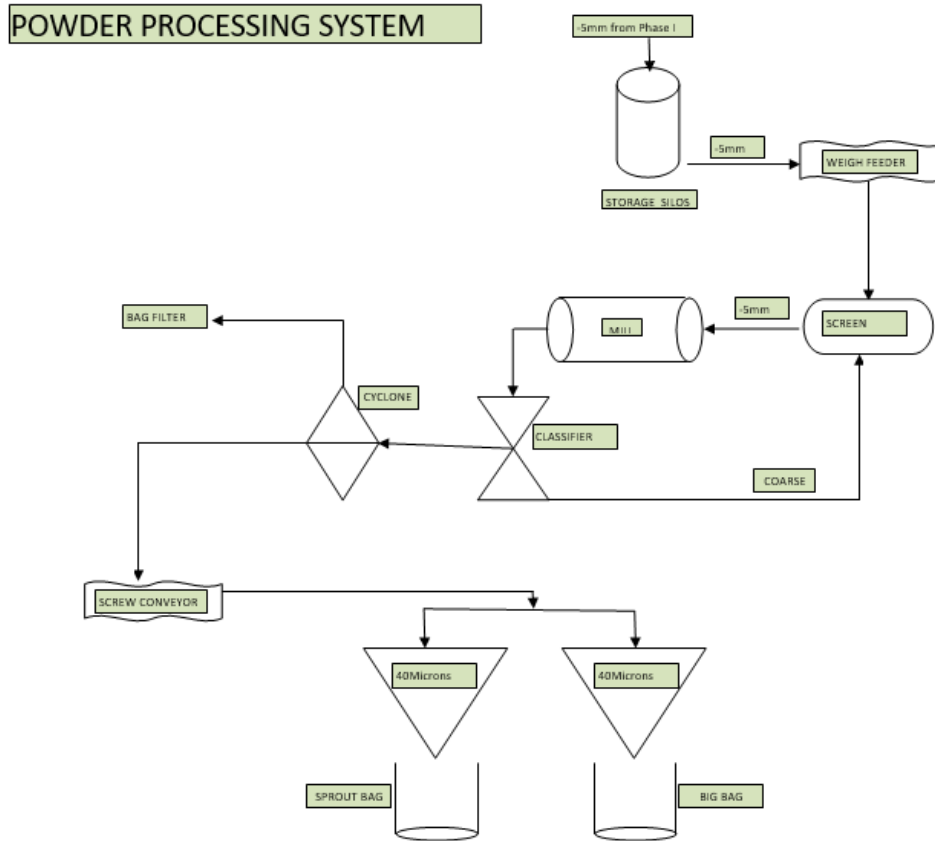 POWDER PROCESSING SYSTEM
-5mm from Phase I
-5mm
WEIGH FEEDER
STORAGE SILOS
BAG FILTER
MILL
-5mm
SCREEN
CYCLONE
CLASSIFIER
COARSE
SCREW CONVEYOR
40Microns
40Microns
SPROUT BAG
BIG BAG